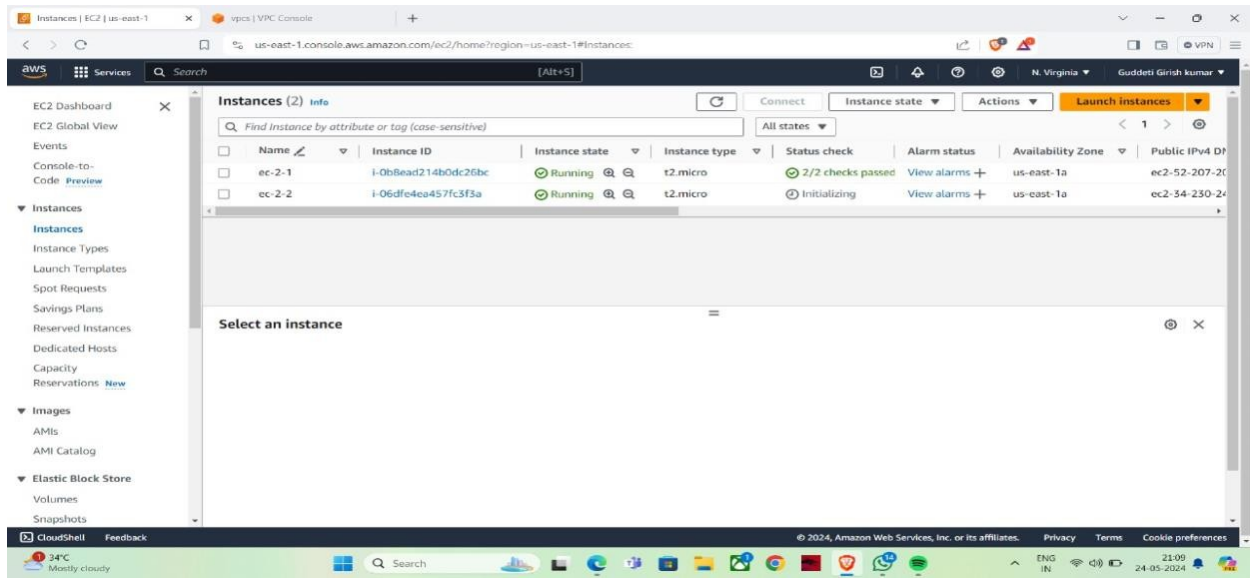 Instances | EC2 | us-east-1
vpcs | VPC Console
us-east-1.console.aws.amazon.com/ec2/home?region=us-east-1#Instances:
VPN
aws
Services
Search
[Alt+S]
N. Virginia
Guddeti Girish kumar
EC2 Dashboard
EC2 Global View
Events
Console-to-
Code Preview
Instances
Instances
Instance Types
Launch Templates
Spot Requests
Savings Plans
Reserved Instances
Dedicated Hosts
Capacity
Reservations New
Images
AMIs
AMI Catalog
Elastic Block Store
Volumes
Snapshots
Instances (2) Info
Connect
Instance state
Actions
Launch instances
Find Instance by attribute or tag (case-sensitive)
All states
1
Name Instance ID Instance state Instance type Status check Alarm status Availability Zone Public IPv4 DN
ec-2-1 i-0b8ead214b0dc26bc Running t2.micro 2/2 checks passed View alarms + us-east-1a ec2-52-207-20
ec-2-2 i-06dfe4ea457fc3f3a Running t2.micro Initializing View alarms + us-east-1a ec2-34-230-24
Select an instance
CloudShell Feedback
© 2024, Amazon Web Services, Inc. or its affiliates. Privacy Terms Cookie preferences
34°C
Mostly cloudy
Search
ENG
IN
21:09
24-05-2024